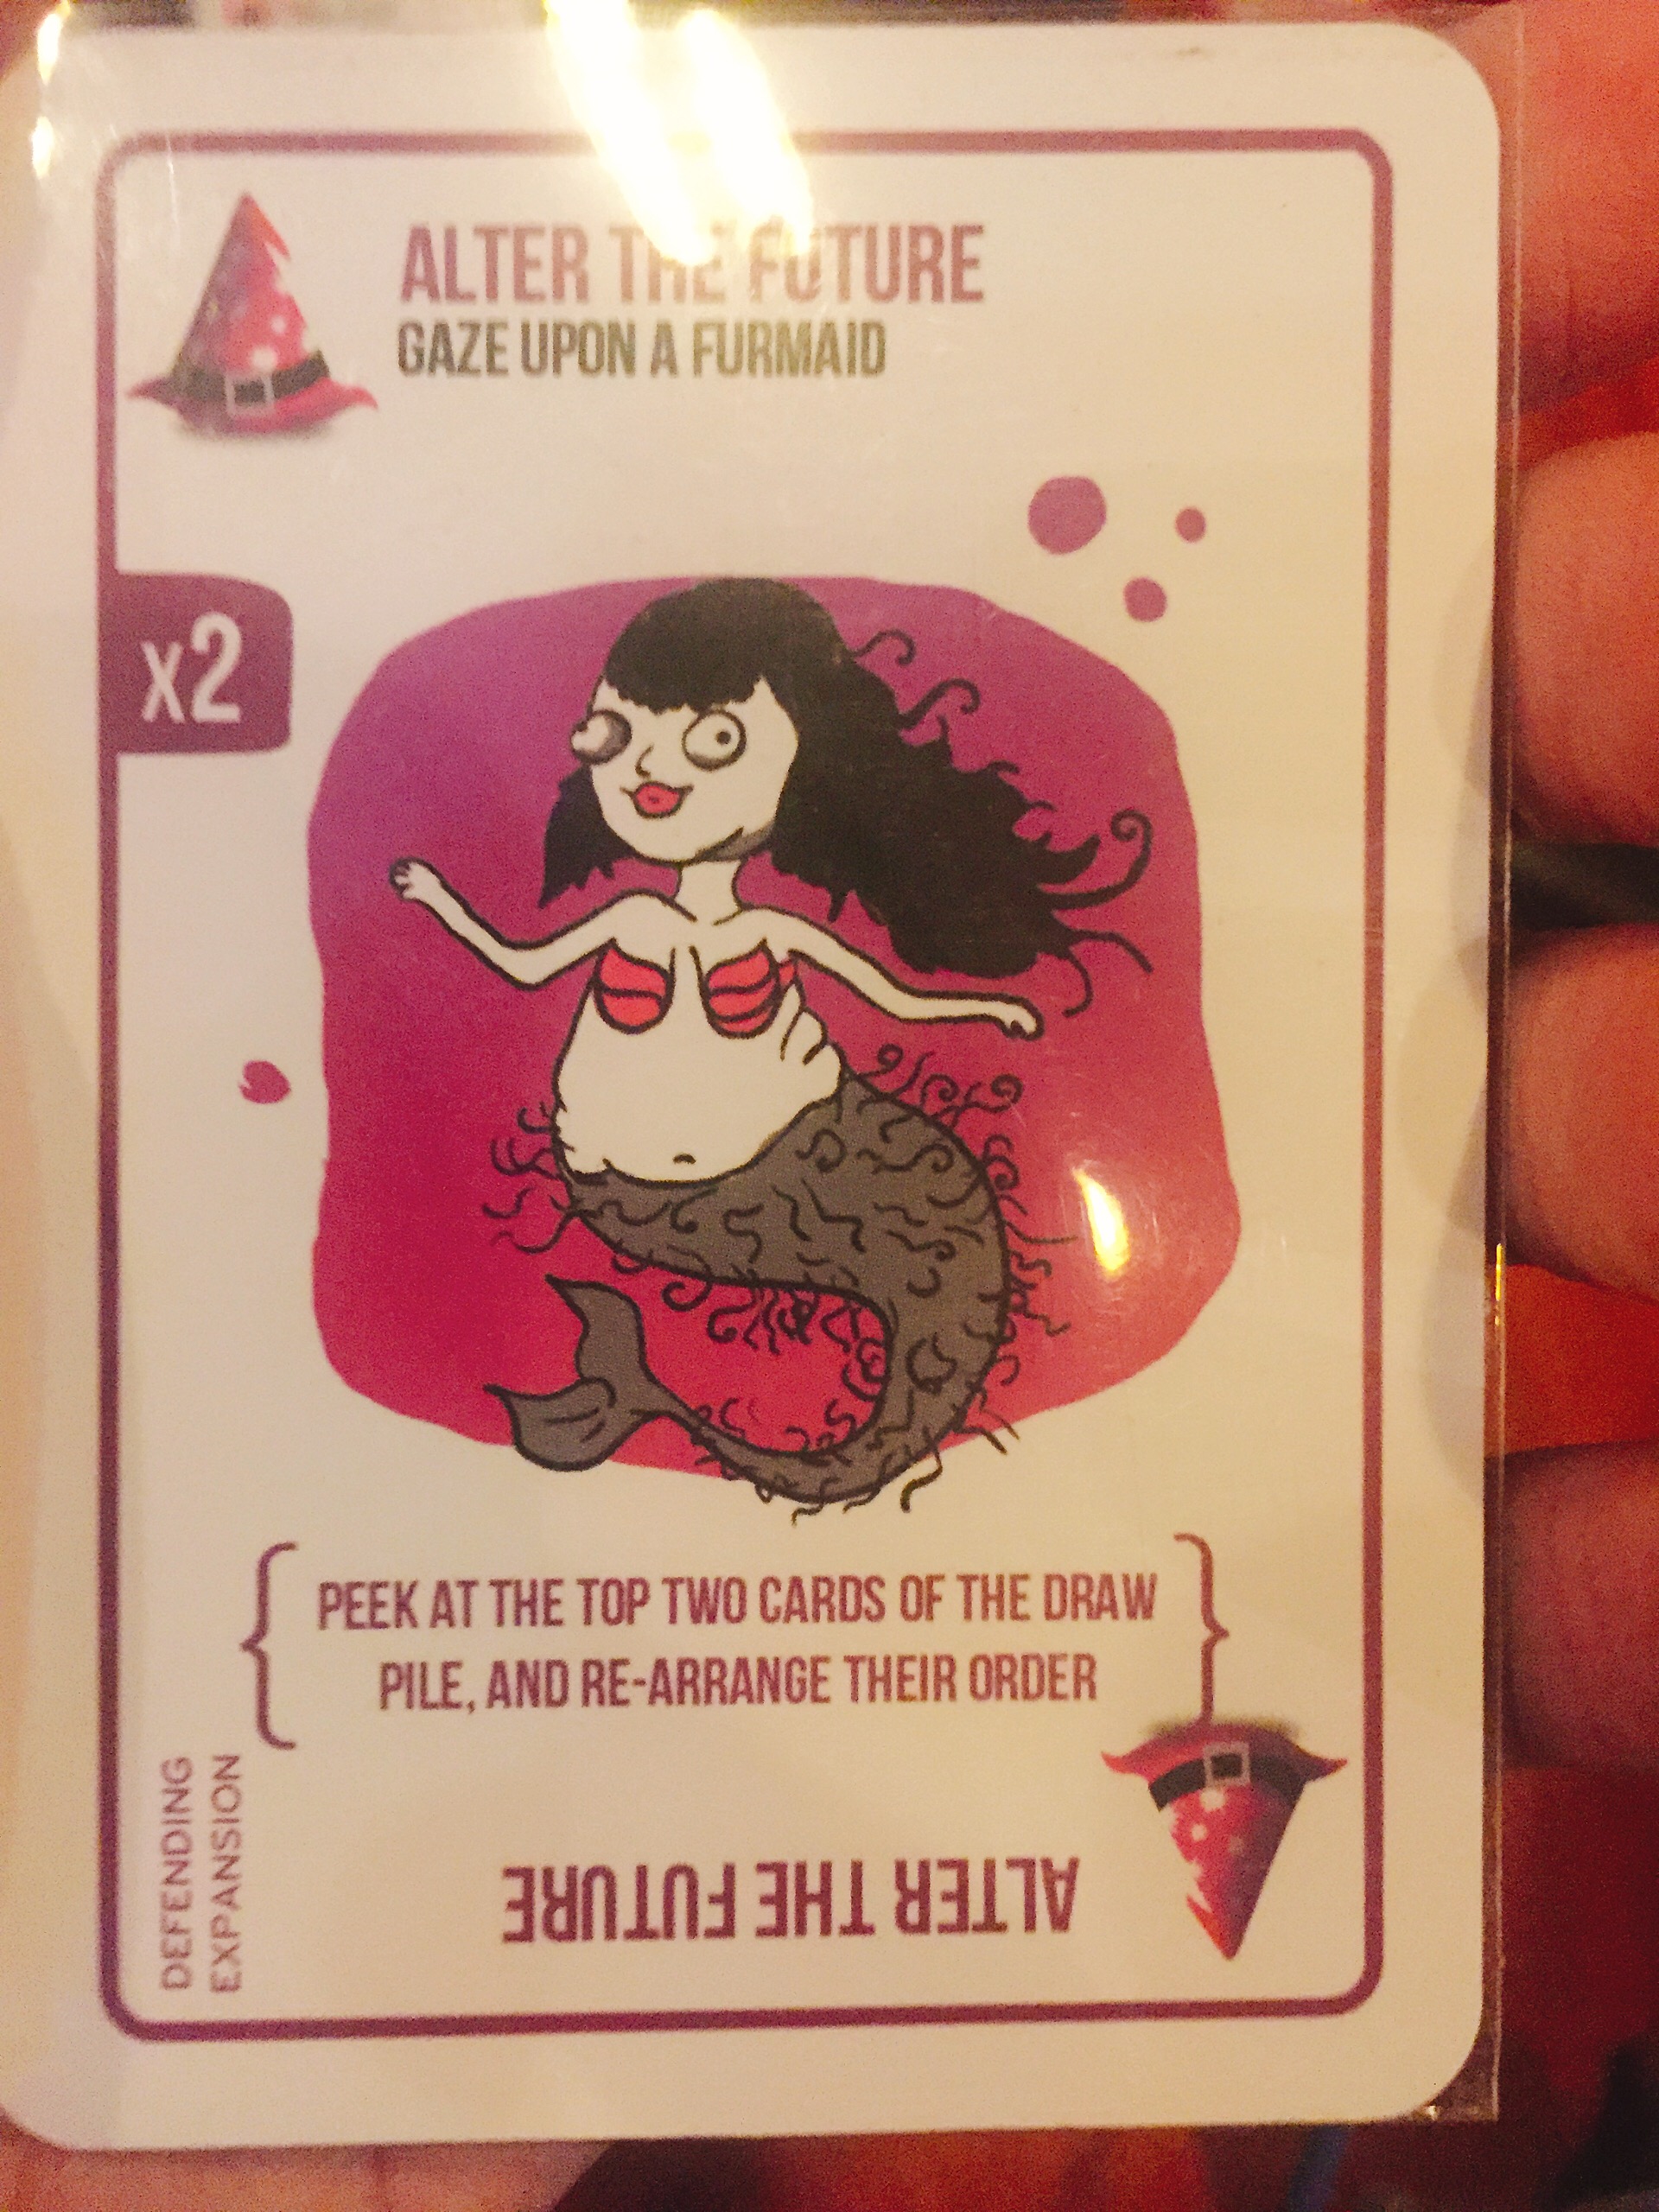 ALTER THE FUTURE
GAZE UPON A FURMAID
x2
PEEK AT THE TOP TWO CARDS OF THE DRAW
PILE, AND RE-ARRANGE THEIR ORDER
DEFENDING
EXPANSION
ALTER THE FUTURE